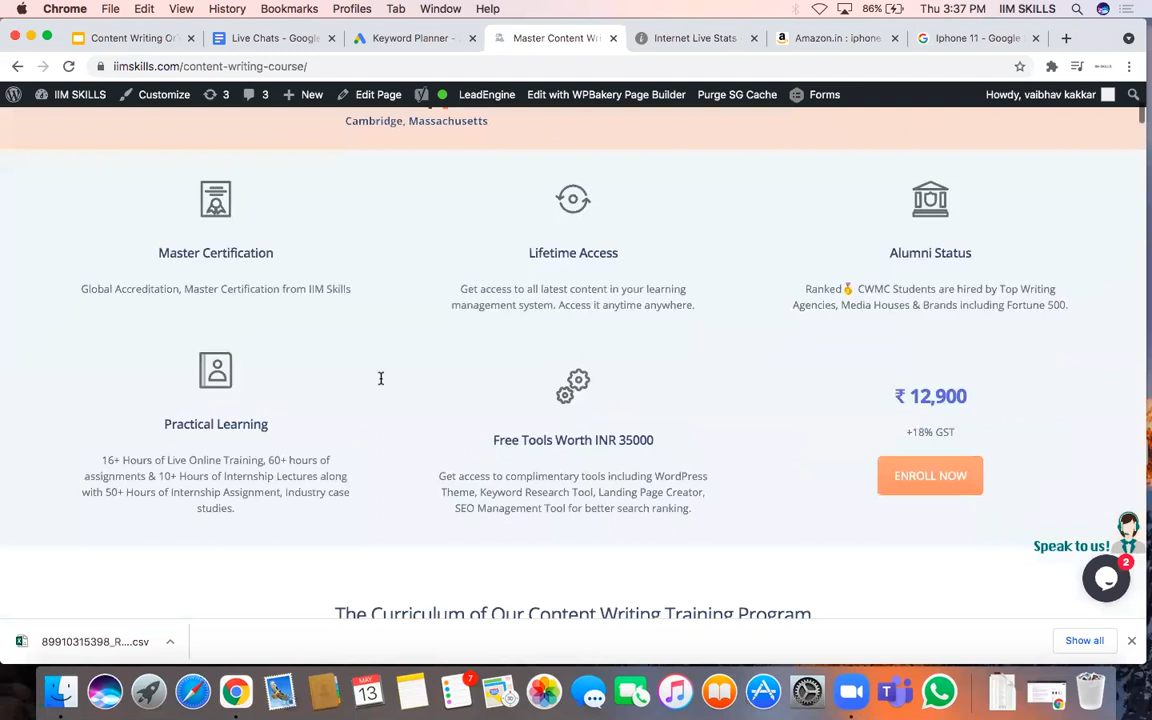 Chrome File Edit View History Bookmarks Profiles Tab Window Help 86% Thu 3:37 PM IIM SKILLS
Content Writing Or Live Chats - Google Keyword Planner - Master Content Wri Internet Live Stats Amazon.in : iphone Iphone 11 - Google
iimskills.com/content-writing-course/
IIM SKILLS Customize 3 3 New Edit Page LeadEngine Edit with WPBakery Page Builder Purge SG Cache Forms Howdy, vaibhav kakkar
Cambridge, Massachusetts
Master Certification
Global Accreditation, Master Certification from IIM Skills
Lifetime Access
Get access to all latest content in your learning
management system. Access it anytime anywhere.
Alumni Status
Ranked🏅 CWMC Students are hired by Top Writing
Agencies, Media Houses & Brands including Fortune 500.
Practical Learning
16+ Hours of Live Online Training, 60+ hours of
assignments & 10+ Hours of Internship Lectures along
with 50+ Hours of Internship Assignment, industry case
studies.
Free Tools Worth INR 35000
Get access to complimentary tools including WordPress
Theme, Keyword Research Tool, Landing Page Creator,
SEO Management Tool for better search ranking.
₹ 12,900
+18% GST
ENROLL NOW
Speak to us!
2
The Curriculum of Our Content Writing Training Program
89910315398_R....csv
Show all
7
MAY
13